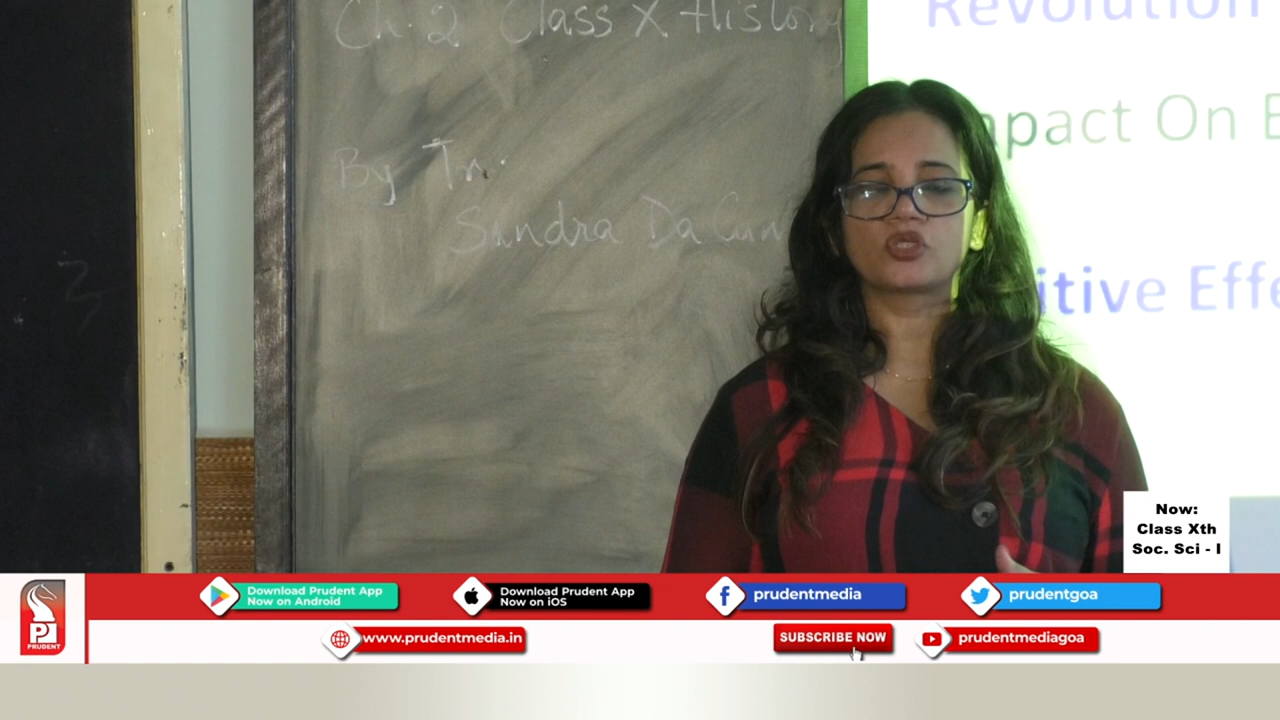 Ch. 2 Class X History
By Tr.
Sandra Da Cun
Revolution
pact On E
itive Effe
Now:
Class Xth
Soc. Sci - I
Download Prudent App
Now on Android
Download Prudent App
Now on iOS
prudentmedia
prudentgoa
PRUDENT
www.prudentmedia.in
SUBSCRIBE NOW
prudentmediagoa